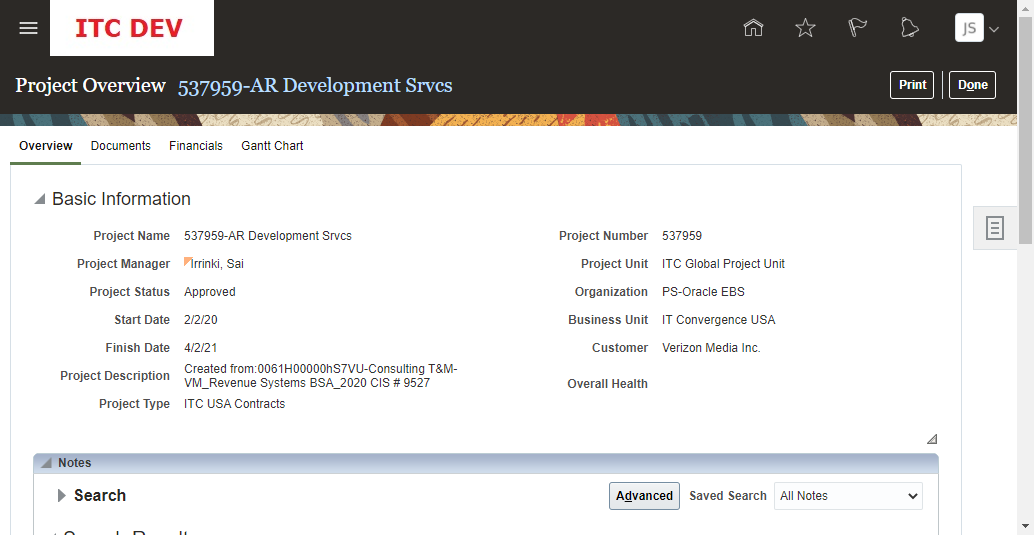 ITC DEV
JS
Project Overview 537959-AR Development Srvcs
Print
Done
Overview Documents Financials Gantt Chart
Basic Information
Project Name 537959-AR Development Srvcs
Project Number 537959
Project Manager Irrinki, Sai
Project Unit ITC Global Project Unit
Project Status Approved
Organization PS-Oracle EBS
Start Date 2/2/20
Business Unit IT Convergence USA
Finish Date 4/2/21
Customer Verizon Media Inc.
Project Description Created from:0061H00000hS7VU-Consulting T&M-
VM_Revenue Systems BSA_2020 CIS # 9527
Overall Health
Project Type ITC USA Contracts
Notes
Search
Advanced Saved Search All Notes